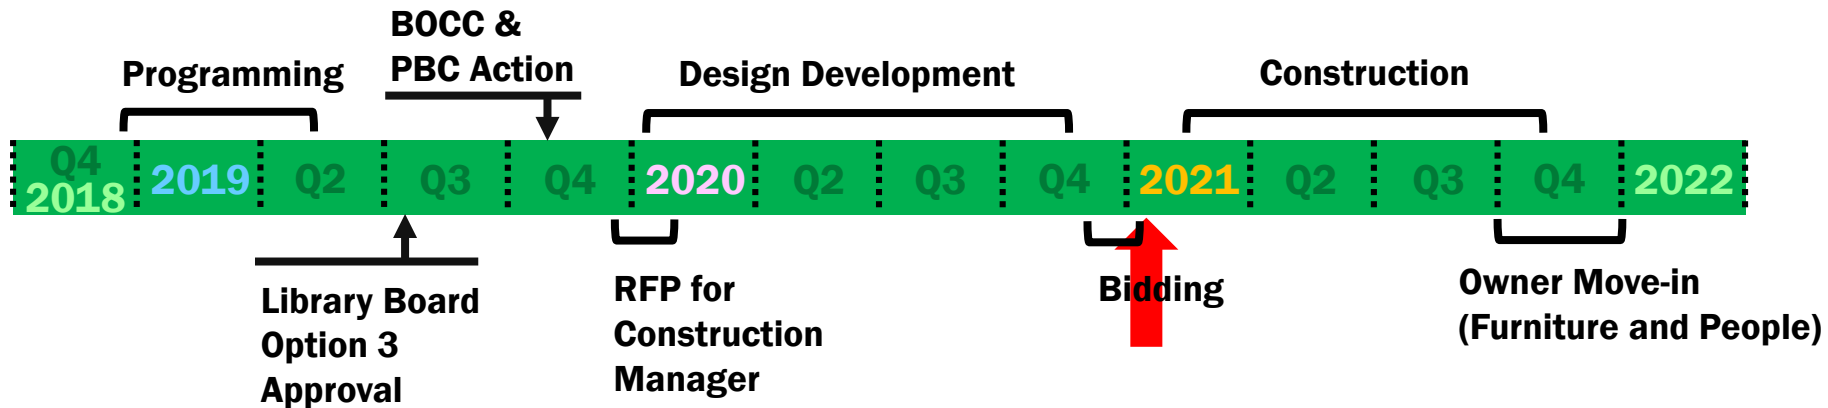 BOCC &
PBC Action
Programming
Design Development
Construction
Q4
2018
2019
Q2
Q3
Q4
2020
Q2
Q3
Q4
2021
Q2
Q3
Q4
2022
Library Board
Option 3
Approval
RFP for
Construction
Manager
Bidding
Owner Move-in
(Furniture and People)